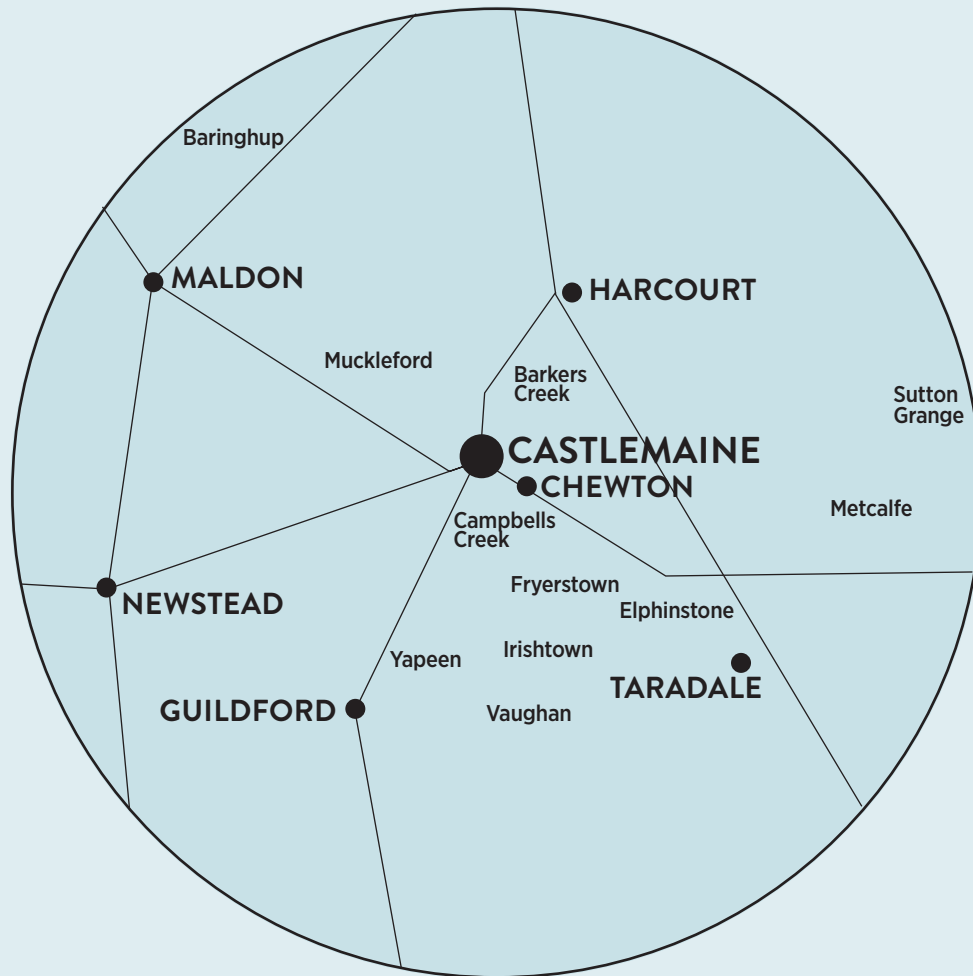 Baringhup
MALDON
HARCOURT
Muckleford
Barkers
Creek
Sutton
Grange
CASTLEMAINE
CHEWTON
Metcalfe
Campbells
Creek
Fryerstown
NEWSTEAD
Elphinstone
Irishtown
Yapeen
TARADALE
GUILDFORD
Vaughan